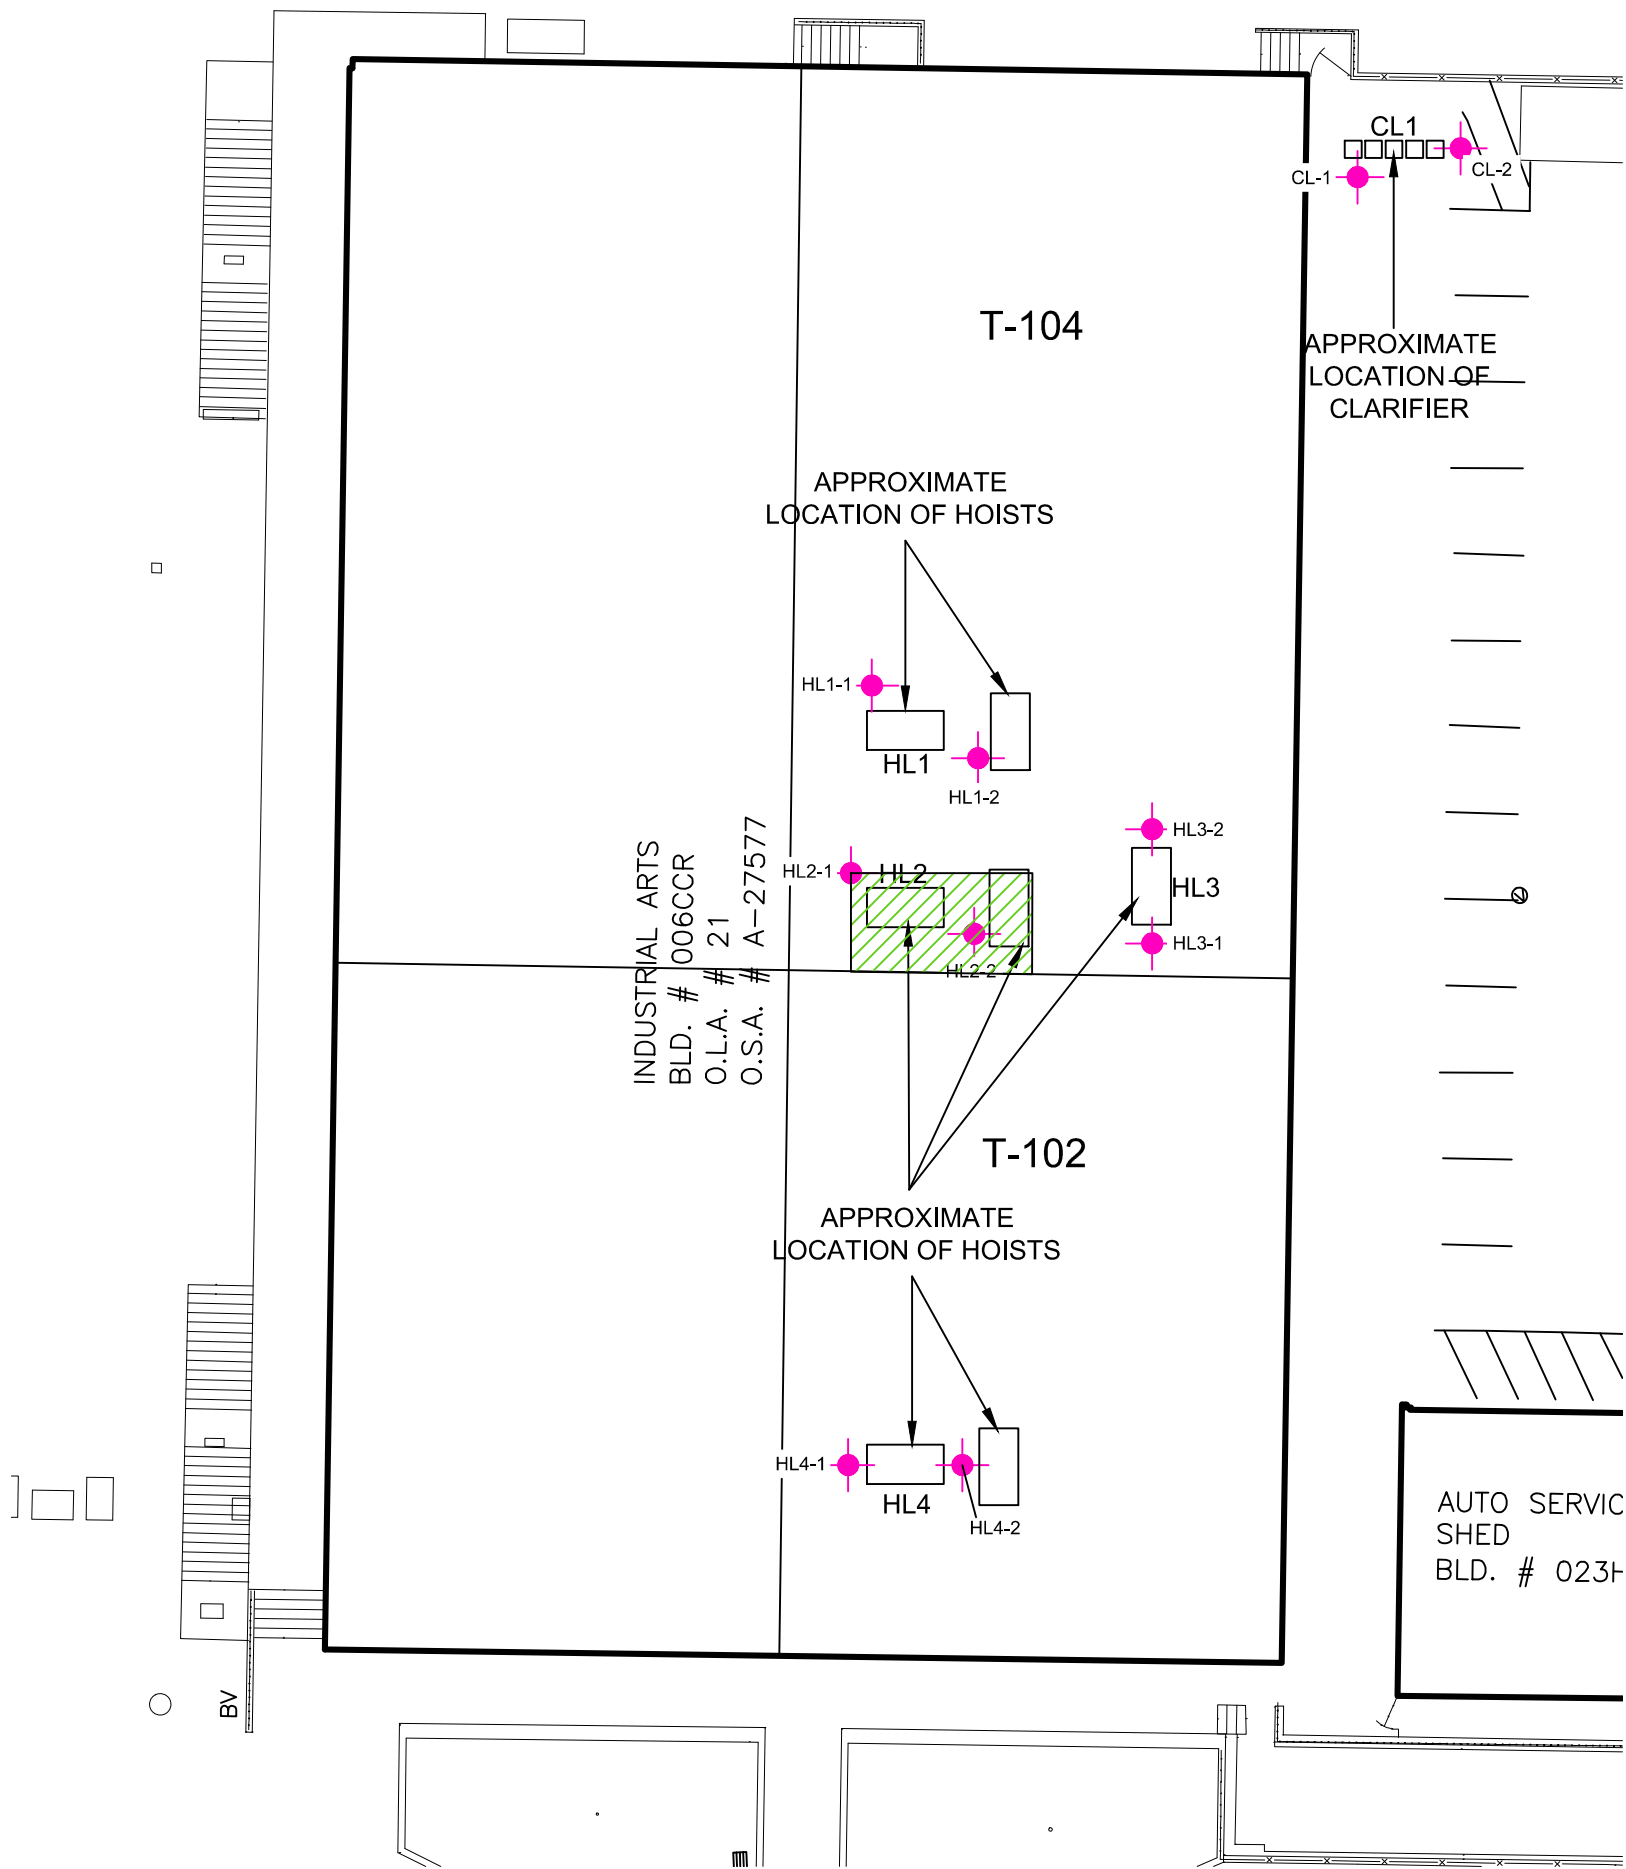 CL1
CL-1
CL-2
T-104
APPROXIMATE
LOCATION OF
CLARIFIER
APPROXIMATE
LOCATION OF HOISTS
HL1-1
HL1
HL1-2
HL3-2
HL2-1
HL2
HL3
HL3-1
HL2-2
INDUSTRIAL ARTS
BLD. # 006CCR
O.L.A. # 21
O.S.A. # A-27577
T-102
APPROXIMATE
LOCATION OF HOISTS
HL4-1
HL4
HL4-2
AUTO SERVIC
SHED
BLD. # 023H
BV